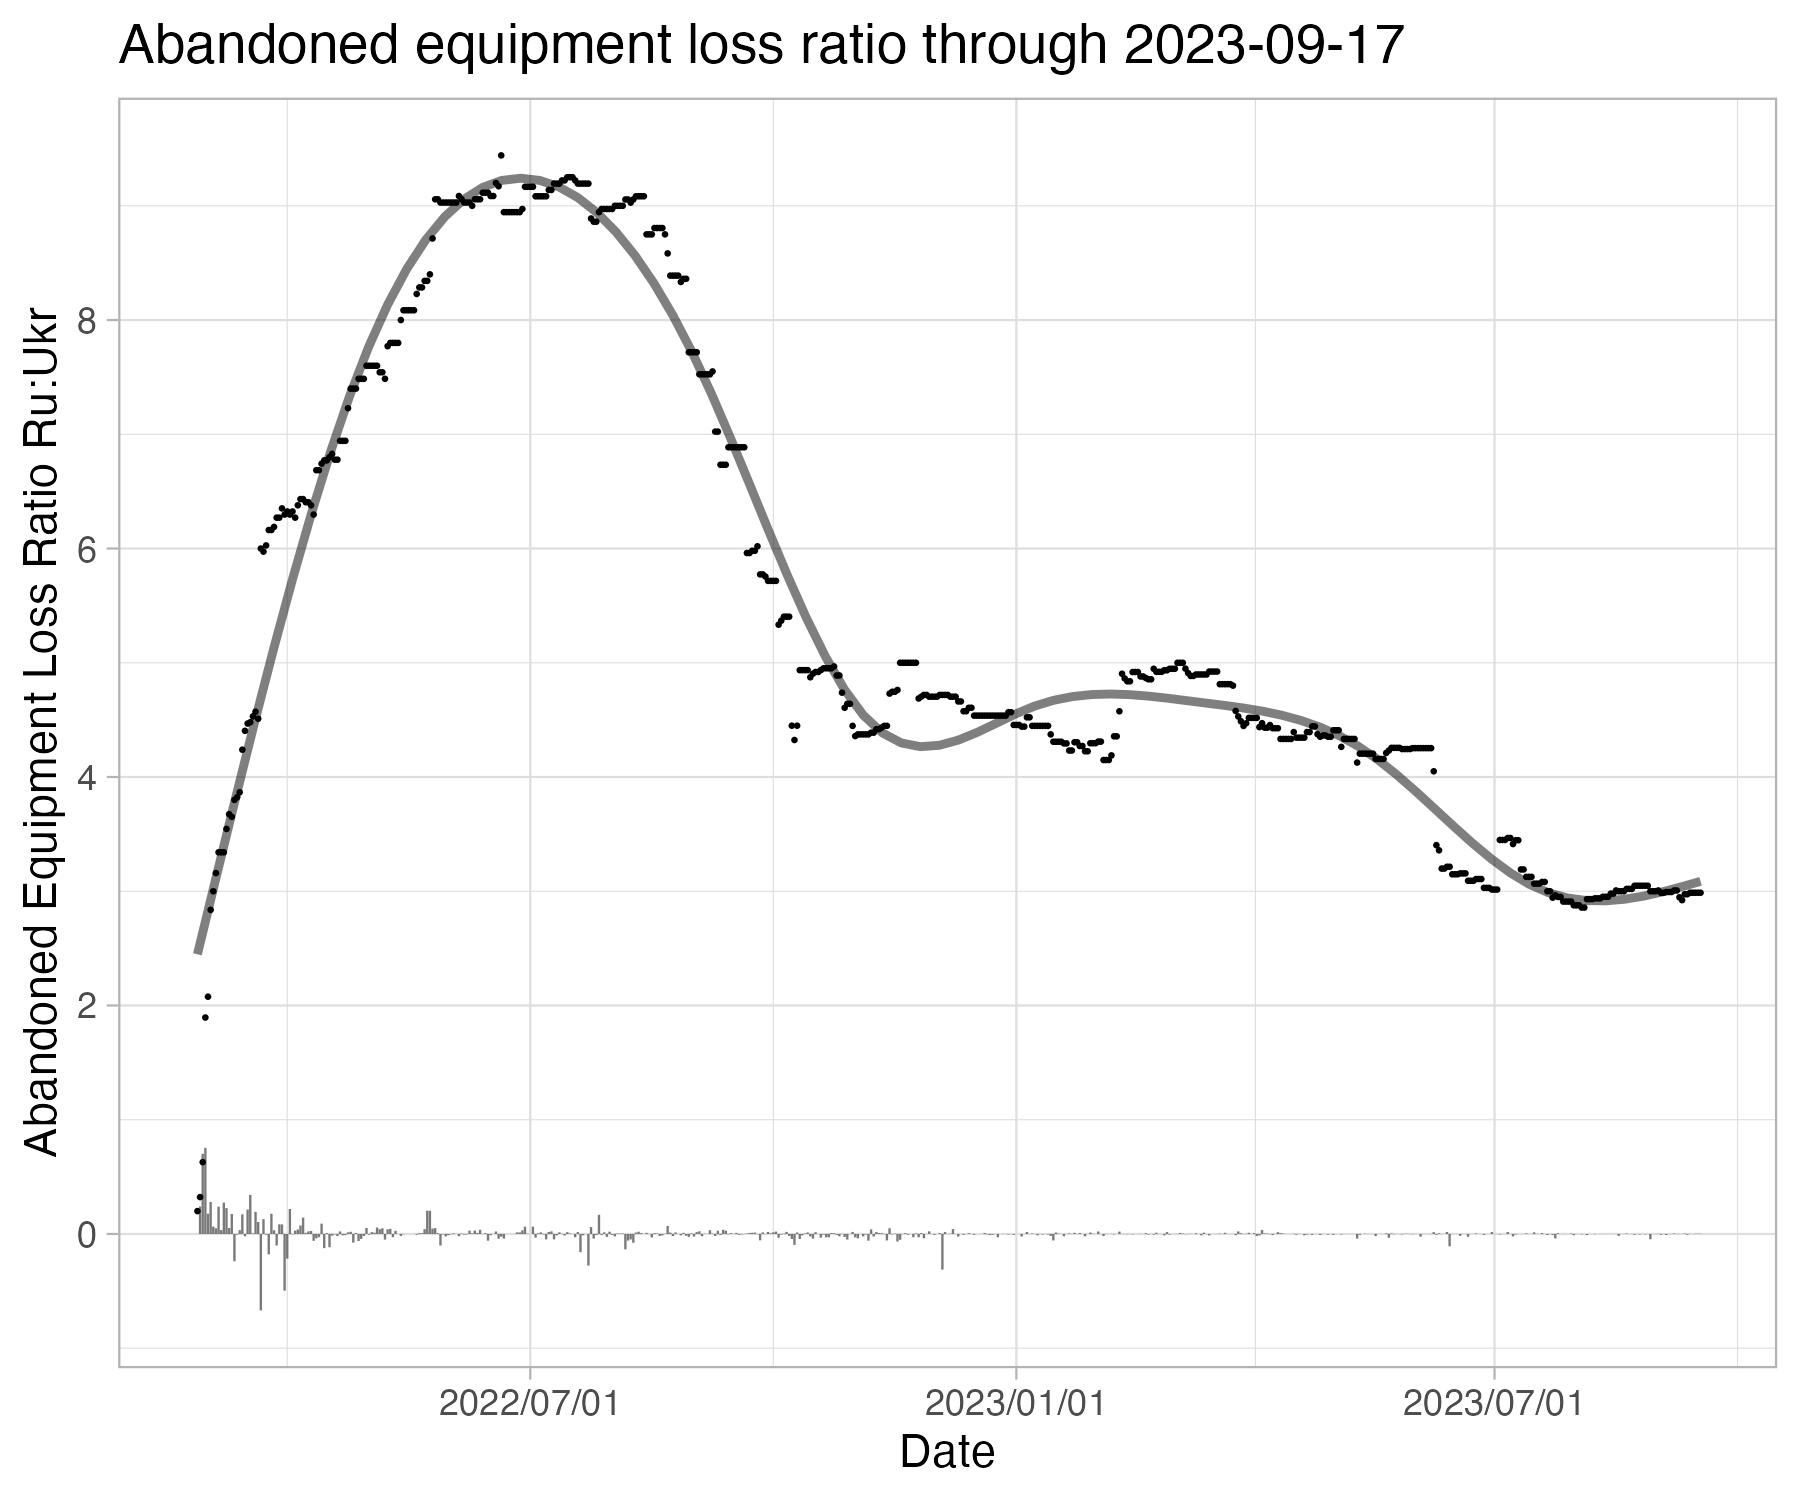 Abandoned equipment loss ratio through 2023-09-17
Abandoned Equipment Loss Ratio Ru:Ukr
8
6
4
2
0
2022/07/01
2023/01/01
2023/07/01
Date